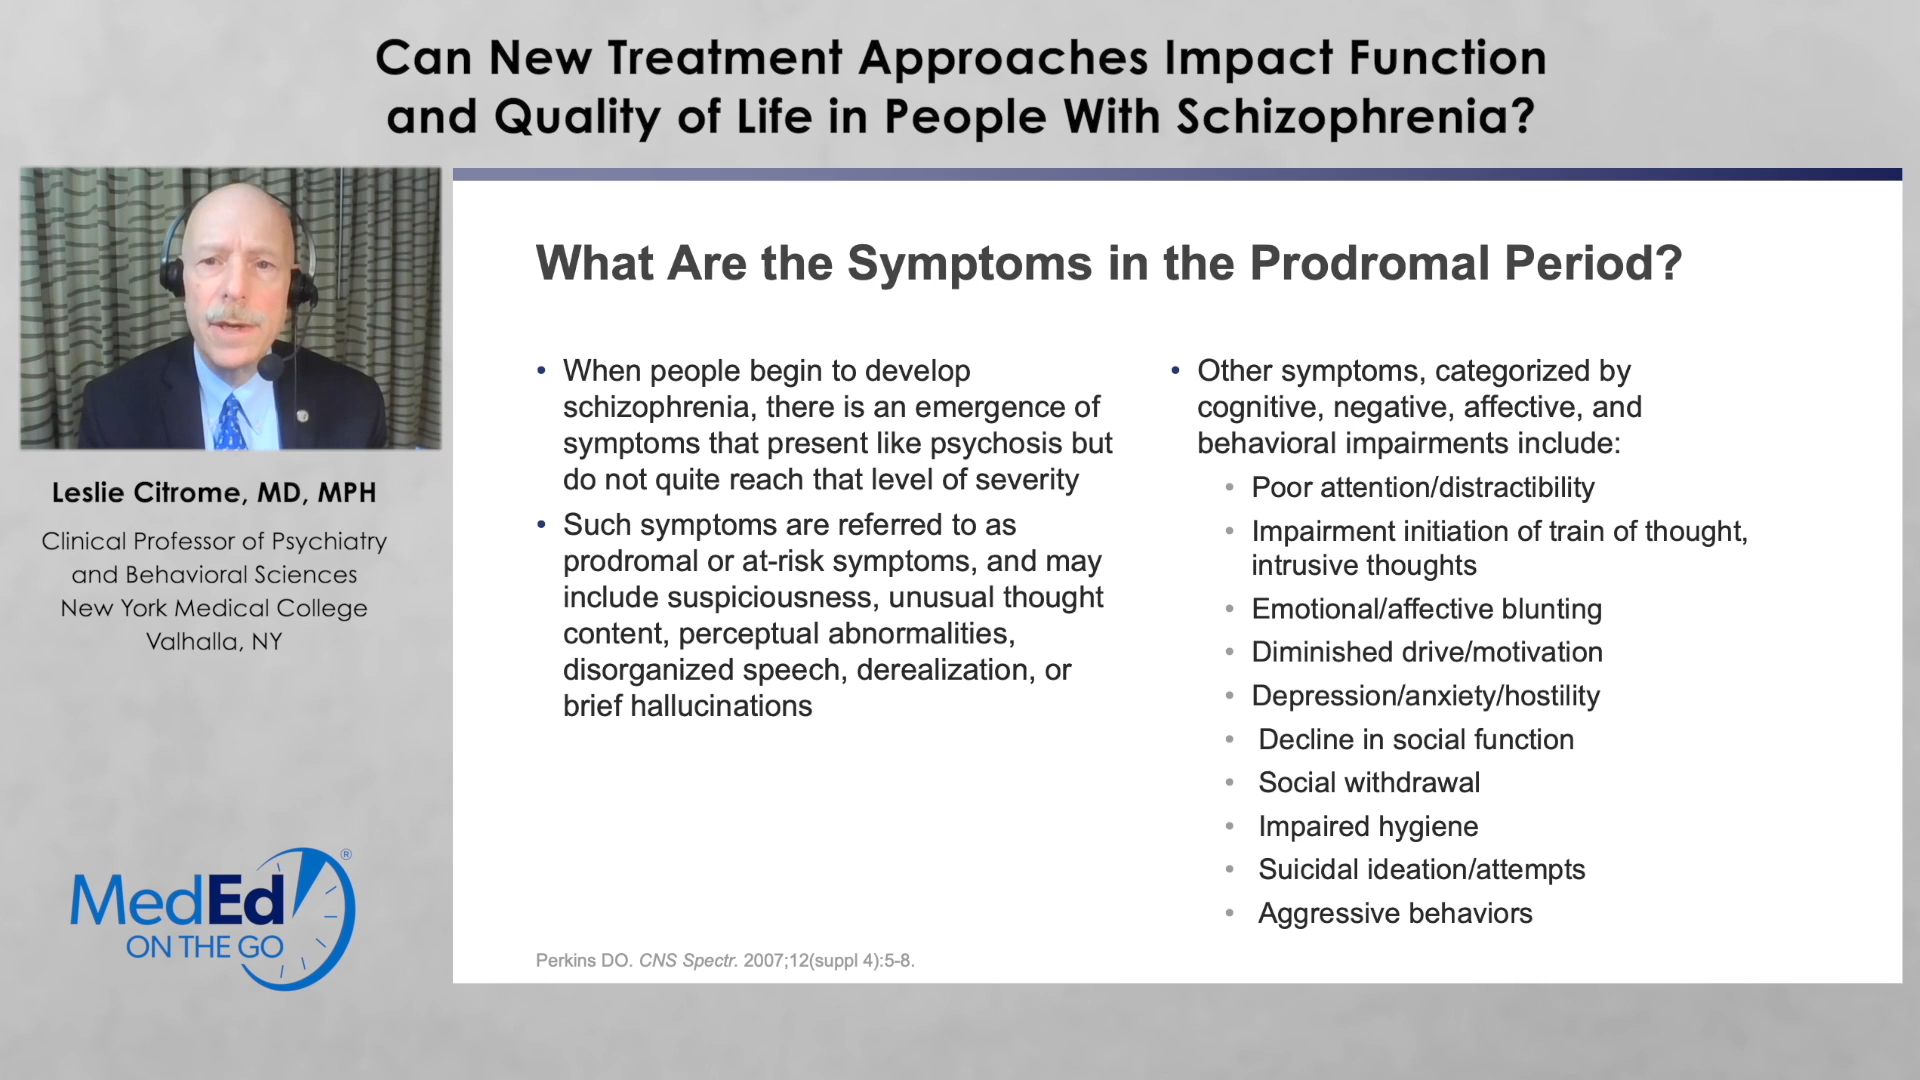 Can New Treatment Approaches Impact Function
and Quality of Life in People With Schizophrenia?
Leslie Citrome, MD, MPH
Clinical Professor of Psychiatry
and Behavioral Sciences
New York Medical College
Valhalla, NY
MedEd®
ON THE GO
What Are the Symptoms in the Prodromal Period?
• When people begin to develop
schizophrenia, there is an emergence of
symptoms that present like psychosis but
do not quite reach that level of severity
• Such symptoms are referred to as
prodromal or at-risk symptoms, and may
include suspiciousness, unusual thought
content, perceptual abnormalities,
disorganized speech, derealization, or
brief hallucinations
• Other symptoms, categorized by
cognitive, negative, affective, and
behavioral impairments include:
• Poor attention/distractibility
• Impairment initiation of train of thought,
intrusive thoughts
• Emotional/affective blunting
• Diminished drive/motivation
• Depression/anxiety/hostility
• Decline in social function
• Social withdrawal
• Impaired hygiene
• Suicidal ideation/attempts
• Aggressive behaviors
Perkins DO. CNS Spectr. 2007;12(suppl 4):5-8.